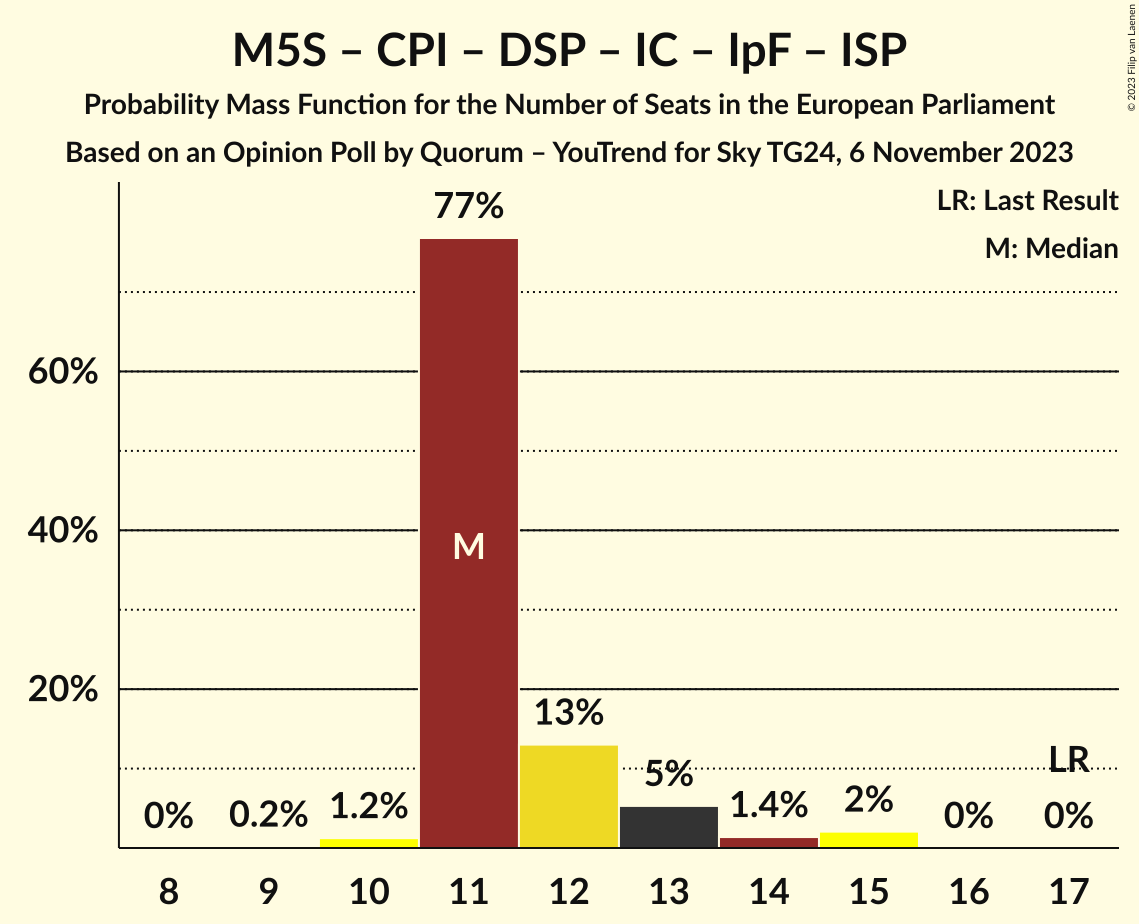 M5S – CPI – DSP – IC – IpF – ISP
Probability Mass Function for the Number of Seats in the European Parliament
Based on an Opinion Poll by Quorum – YouTrend for Sky TG24, 6 November 2023
© 2023 Filip van Laenen
LR: Last Result
M: Median
77%
60%
40%
M
20%
13%
LR
5%
0% 0.2% 1.2% 1.4% 2% 0% 0%
8 9 10 11 12 13 14 15 16 17